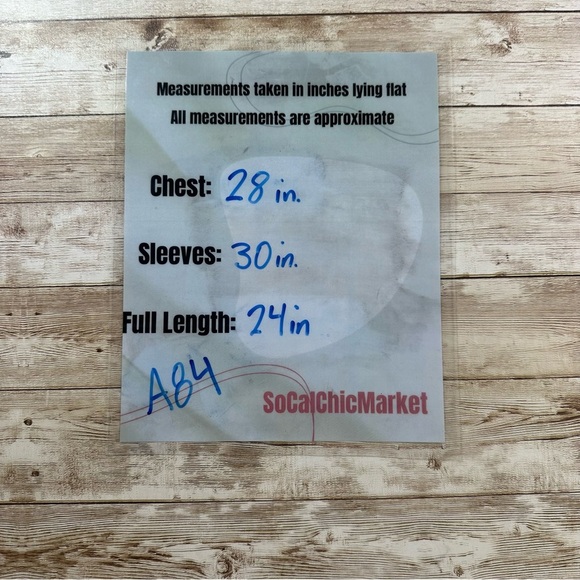 Measurements taken in inches lying flat
All measurements are approximate
Chest: 28 in.
Sleeves: 30 in.
Full Length: 24 in
A84
SoCalChicMarket